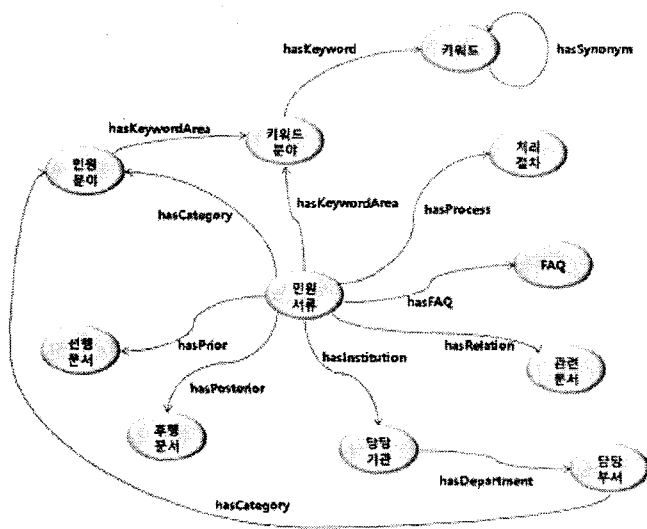 hasKeyword
키워드
hasSynonym
hasKeywordArea
키워드
분야
민원
분야
처리
절차
hasCategory
hasKeywordArea
hasProcess
민원
서류
FAQ
hasFAQ
선행
문서
hasPrior
hasInstitution
hasRelation
관련
문서
hasPosterior
후행
문서
담당
기관
담당
부서
hasDepartment
hasCategory